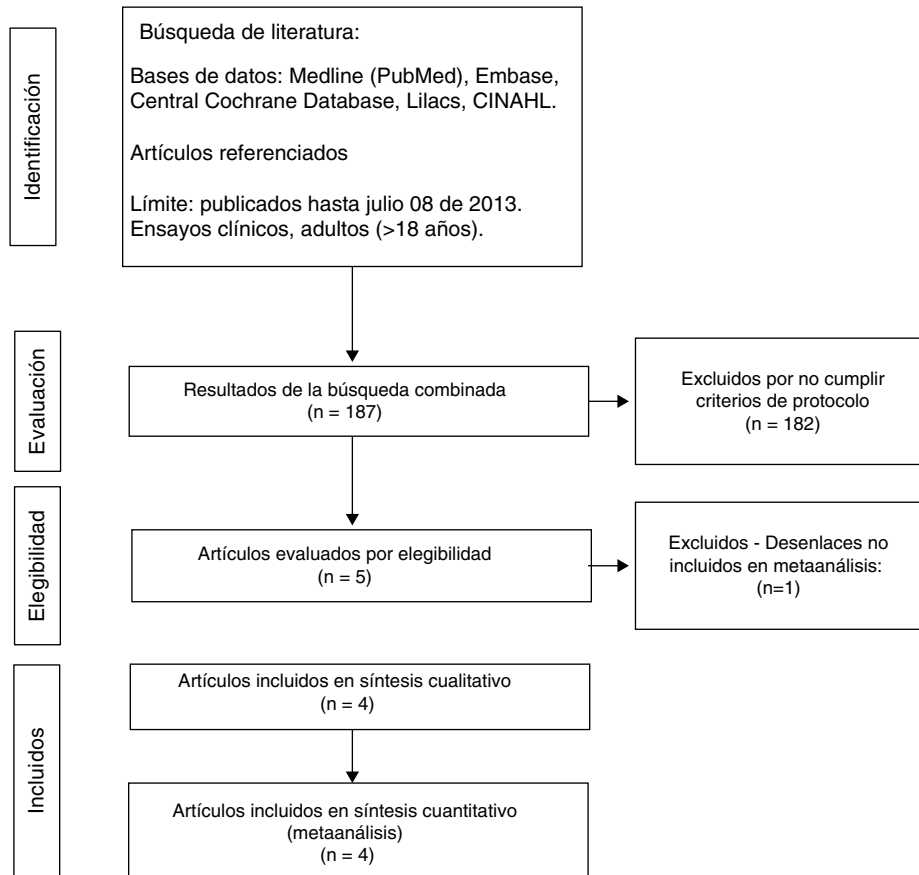 Identificación
Búsqueda de literatura:
Bases de datos: Medline (PubMed), Embase,
Central Cochrane Database, Lilacs, CINAHL.
Artículos referenciados
Límite: publicados hasta julio 08 de 2013.
Ensayos clínicos, adultos (>18 años).
Evaluación
Resultados de la búsqueda combinada
(n = 187)
Excluidos por no cumplir
criterios de protocolo
(n = 182)
Elegibilidad
Artículos evaluados por elegibilidad
(n = 5)
Excluidos - Desenlaces no
incluidos en metaanálisis:
(n=1)
Incluidos
Artículos incluidos en síntesis cualitativo
(n = 4)
Artículos incluidos en síntesis cuantitativo
(metaanálisis)
(n = 4)